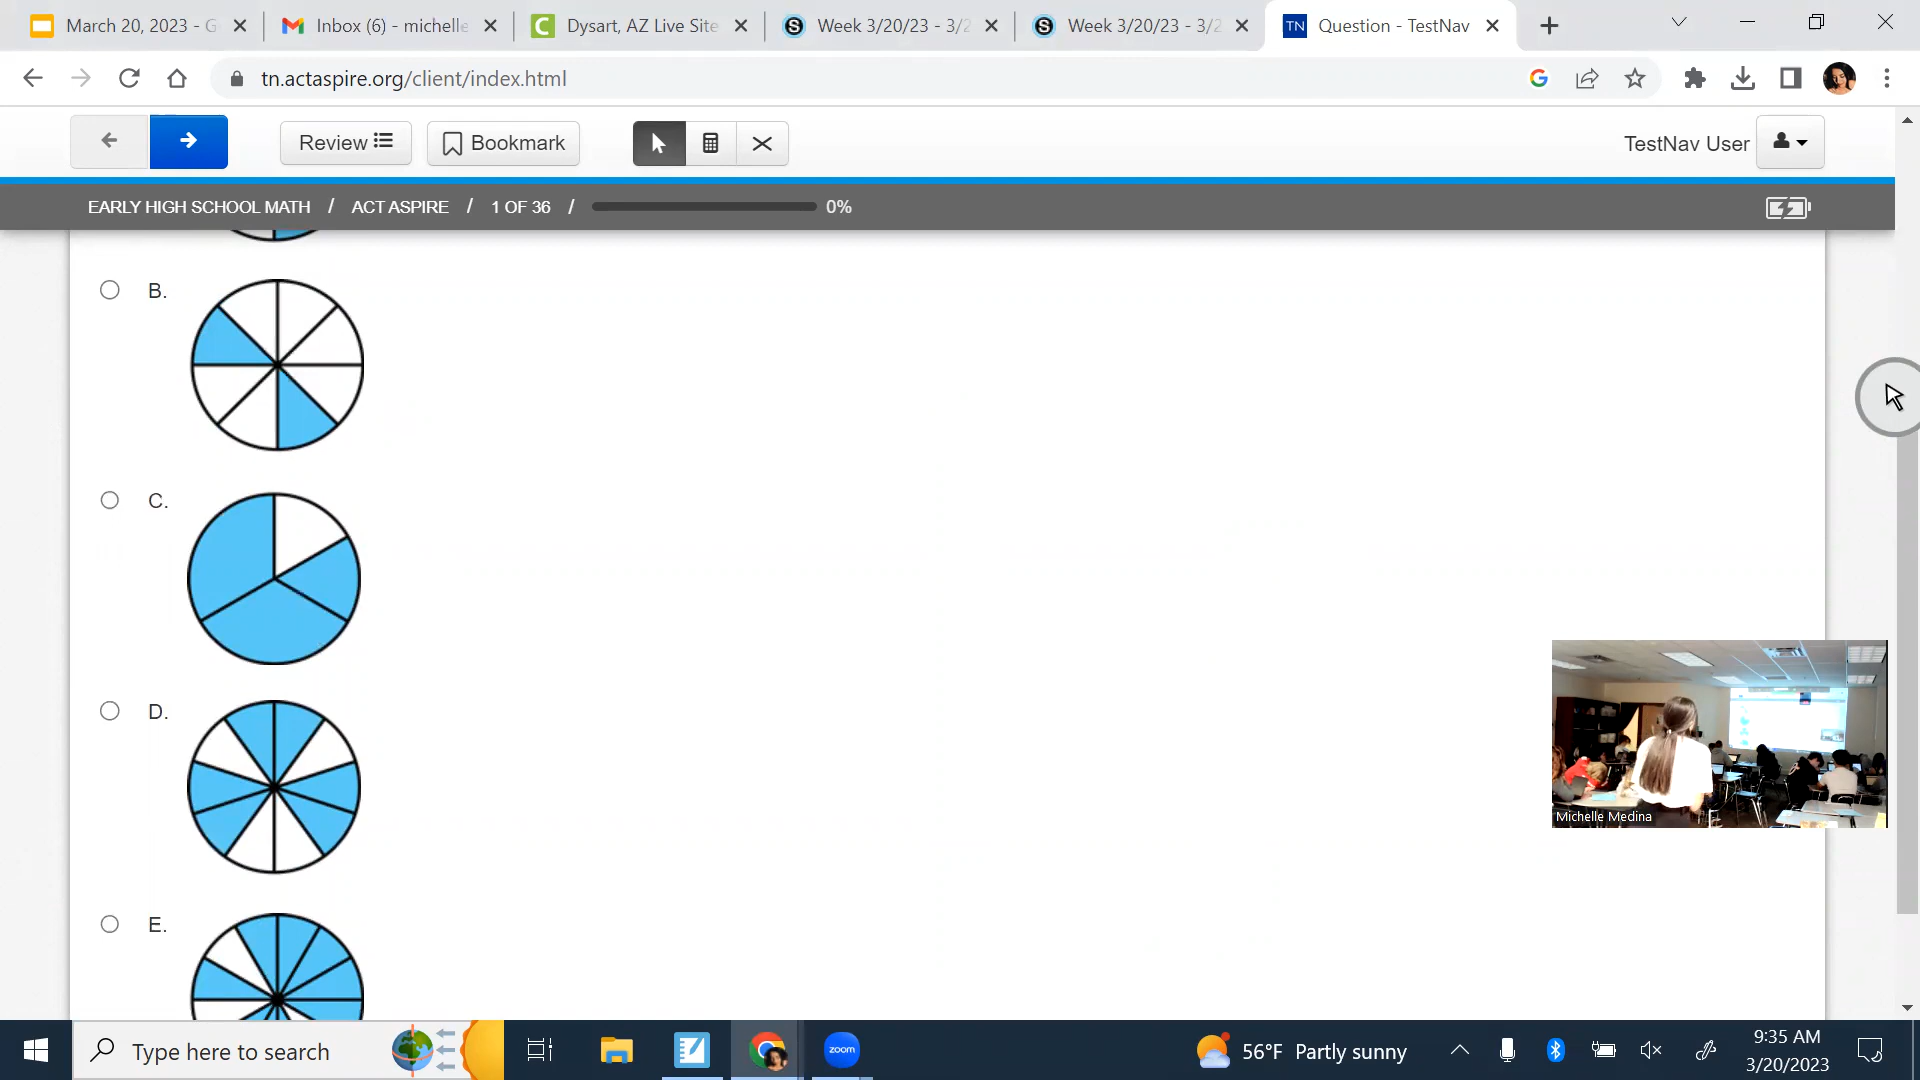 March 20, 2023 - G
Inbox (6) - michelle
Dysart, AZ Live Site
Week 3/20/23 - 3/2
Week 3/20/23 - 3/2
TN
Question - TestNav
tn.actaspire.org/client/index.html
Review
Bookmark
TestNav User
EARLY HIGH SCHOOL MATH / ACT ASPIRE / 1 OF 36 / 0%
B.
C.
D.
E.
Michelle Medina
Type here to search
zoom
56°F Partly sunny
9:35 AM
3/20/2023